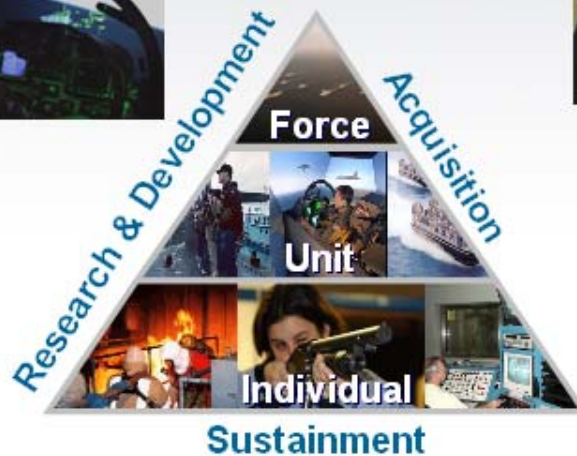 Research & Development
Acquisition
Force
Unit
Individual
Sustainment